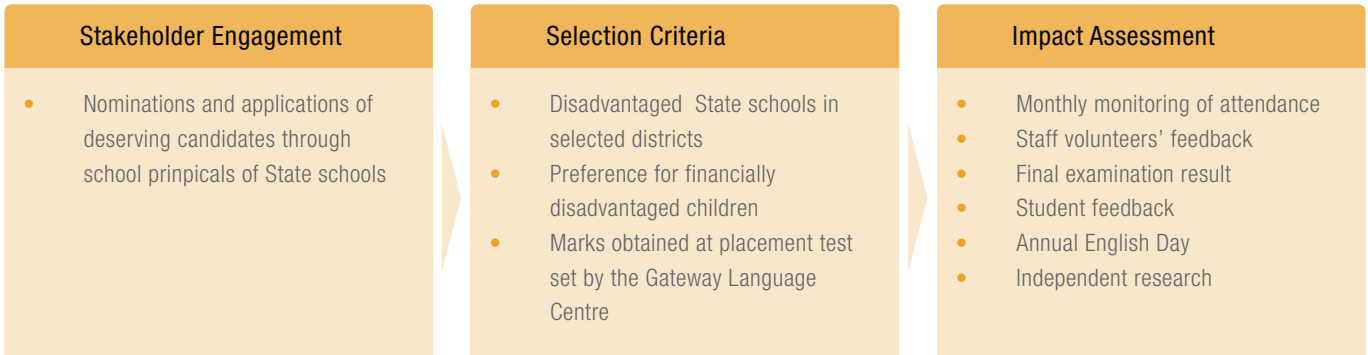 Stakeholder Engagement
• Nominations and applications of
deserving candidates through
school prinpicals of State schools
Selection Criteria
• Disadvantaged State schools in
selected districts
• Preference for financially
disadvantaged children
• Marks obtained at placement test
set by the Gateway Language
Centre
Impact Assessment
• Monthly monitoring of attendance
• Staff volunteers’ feedback
• Final examination result
• Student feedback
• Annual English Day
• Independent research